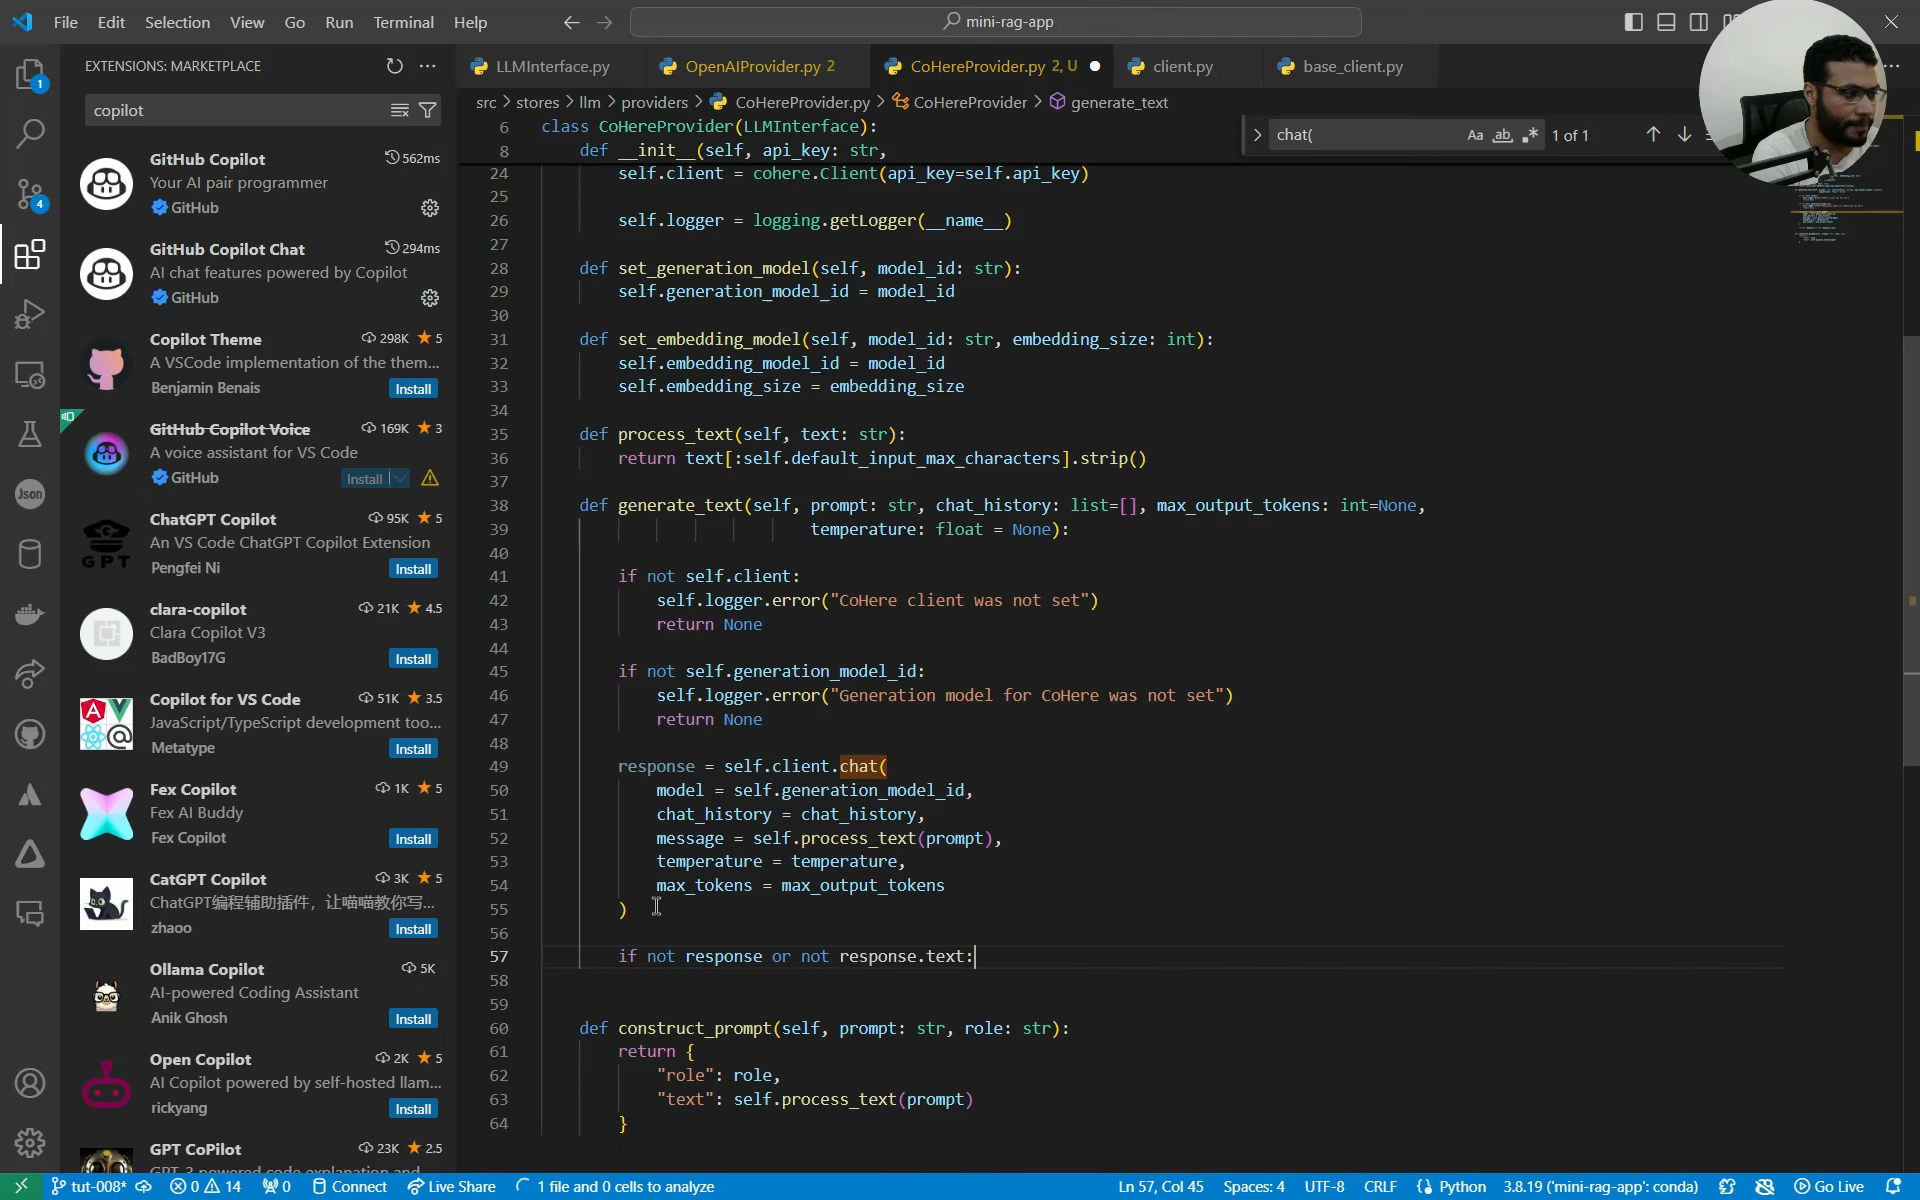 File Edit Selection View Go Run Terminal Help
mini-rag-app
EXTENSIONS: MARKETPLACE
copilot
GitHub Copilot 562ms
Your AI pair programmer
GitHub
GitHub Copilot Chat 294ms
AI chat features powered by Copilot
GitHub
Copilot Theme 298K 5
A VSCode implementation of the them...
Benjamin Benais Install
GitHub Copilot Voice 169K 3
A voice assistant for VS Code
GitHub Install
ChatGPT Copilot 95K 5
An VS Code ChatGPT Copilot Extension
Pengfei Ni Install
clara-copilot 21K 4.5
Clara Copilot V3
BadBoy17G Install
Copilot for VS Code 51K 3.5
JavaScript/TypeScript development too...
Metatype Install
Fex Copilot 1K 5
Fex AI Buddy
Fex Copilot Install
CatGPT Copilot 3K 5
ChatGPT编程辅助插件，让喵喵教你写...
zhaoo Install
Ollama Copilot 5K
AI-powered Coding Assistant
Anik Ghosh Install
Open Copilot 2K 5
AI Copilot powered by self-hosted llam...
rickyang Install
GPT CoPilot 23K 2.5
LLMInterface.py OpenAIProvider.py 2 CoHereProvider.py 2, U client.py base_client.py
src > stores > llm > providers > CoHereProvider.py > CoHereProvider > generate_text
chat( Aa ab 1 of 1
6 class CoHereProvider(LLMInterface):
8 def __init__(self, api_key: str,
24 self.client = cohere.Client(api_key=self.api_key)
25
26 self.logger = logging.getLogger(__name__)
27
28 def set_generation_model(self, model_id: str):
29 self.generation_model_id = model_id
30
31 def set_embedding_model(self, model_id: str, embedding_size: int):
32 self.embedding_model_id = model_id
33 self.embedding_size = embedding_size
34
35 def process_text(self, text: str):
36 return text[:self.default_input_max_characters].strip()
37
38 def generate_text(self, prompt: str, chat_history: list=[], max_output_tokens: int=None,
39 temperature: float = None):
40
41 if not self.client:
42 self.logger.error("CoHere client was not set")
43 return None
44
45 if not self.generation_model_id:
46 self.logger.error("Generation model for CoHere was not set")
47 return None
48
49 response = self.client.chat(
50 model = self.generation_model_id,
51 chat_history = chat_history,
52 message = self.process_text(prompt),
53 temperature = temperature,
54 max_tokens = max_output_tokens
55 )
56
57 if not response or not response.text:
58
59
60 def construct_prompt(self, prompt: str, role: str):
61 return {
62 "role": role,
63 "text": self.process_text(prompt)
64 }
1
4
Json
GPT
tut-008* 0 14 0 Connect Live Share 1 file and 0 cells to analyze Ln 57, Col 45 Spaces: 4 UTF-8 CRLF Python 3.8.19 ('mini-rag-app': conda) Go Live